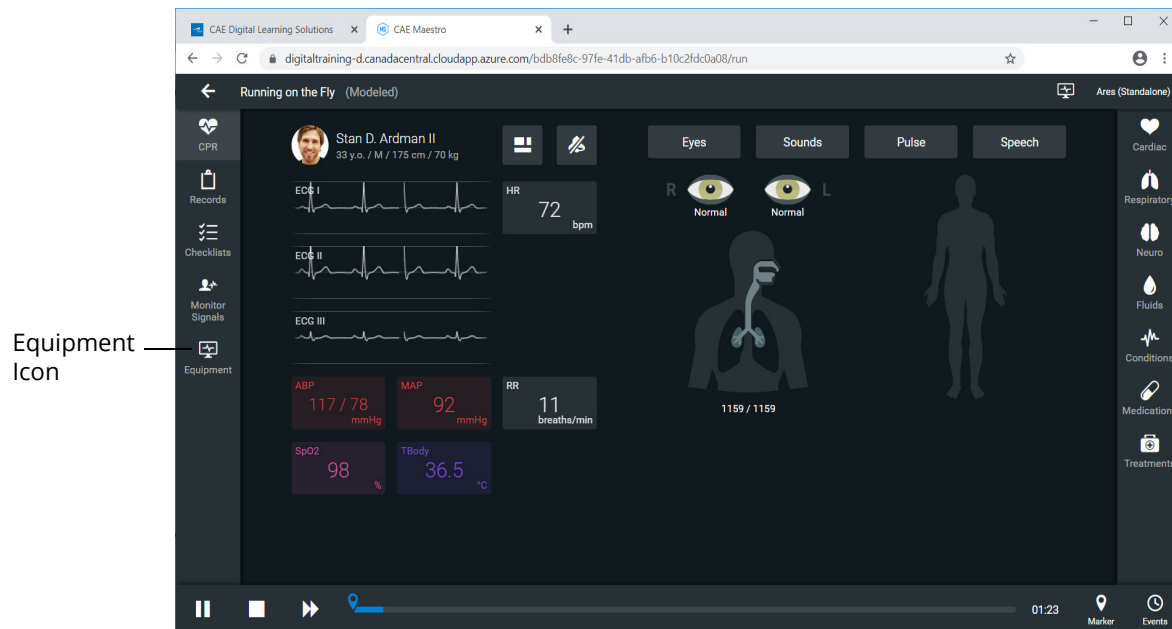 CAE Digital Learning Solutions
CAE Maestro
digitaltraining-d.canadacentral.cloudapp.azure.com/bdb8fe8c-97fe-41db-afb6-b10c2fdc0a08/run
Running on the Fly (Modeled)
Ares (Standalone)
CPR
Records
Checklists
Monitor
Signals
Equipment
Equipment
Icon
Stan D. Ardman II
33 y.o. / M / 175 cm / 70 kg
ECG I
HR
72
bpm
ECG II
ECG III
ABP
117 / 78
mmHg
MAP
92
mmHg
RR
11
breaths/min
SpO2
98
%
TBody
36.5
°C
Eyes
Sounds
Pulse
Speech
R
L
Normal
Normal
1159 / 1159
Cardiac
Respiratory
Neuro
Fluids
Conditions
Medication
Treatments
01:23
Marker
Events